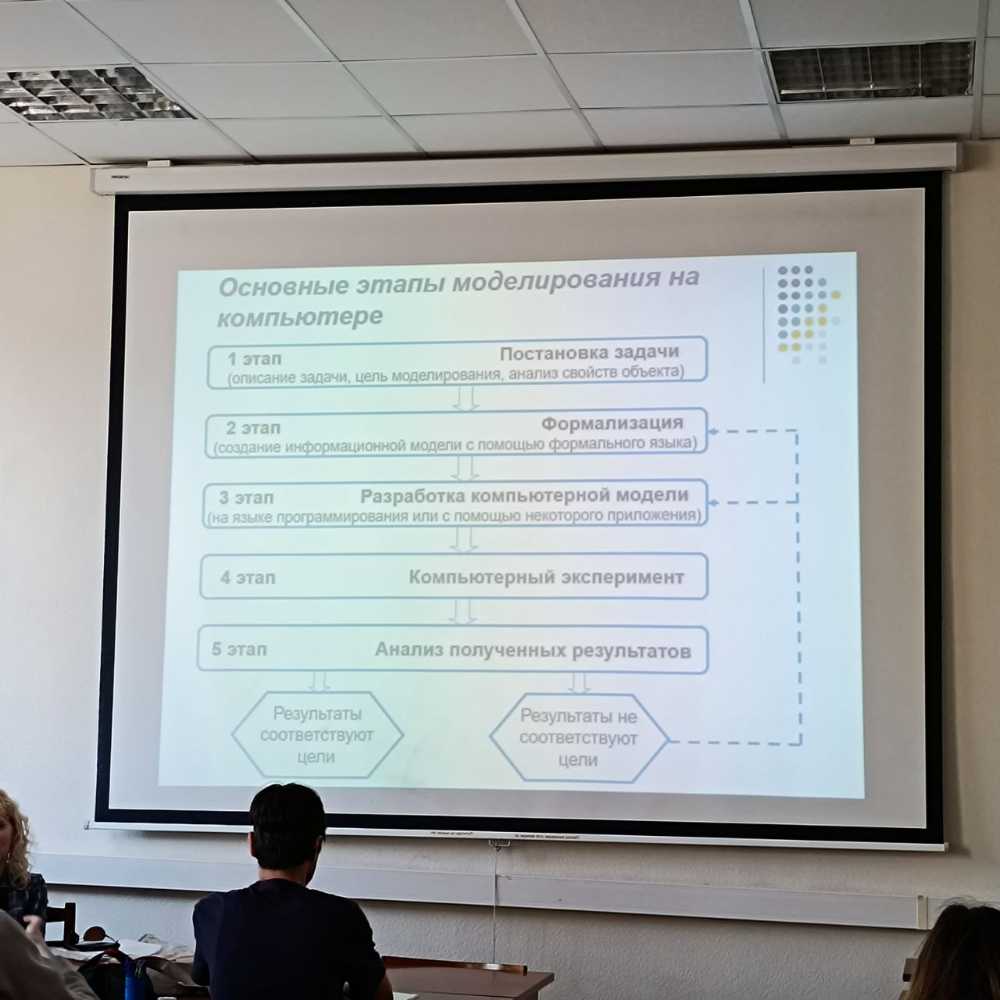 Основные этапы моделирования на
компьютере
1 этап Постановка задачи
(описание задачи, цель моделирования, анализ свойств объекта)
2 этап Формализация
(создание информационной модели с помощью формального языка)
3 этап Разработка компьютерной модели
(на языке программирования или с помощью некоторого приложения)
4 этап Компьютерный эксперимент
5 этап Анализ полученных результатов
Результаты
соответствуют
цели
Результаты не
соответствуют
цели